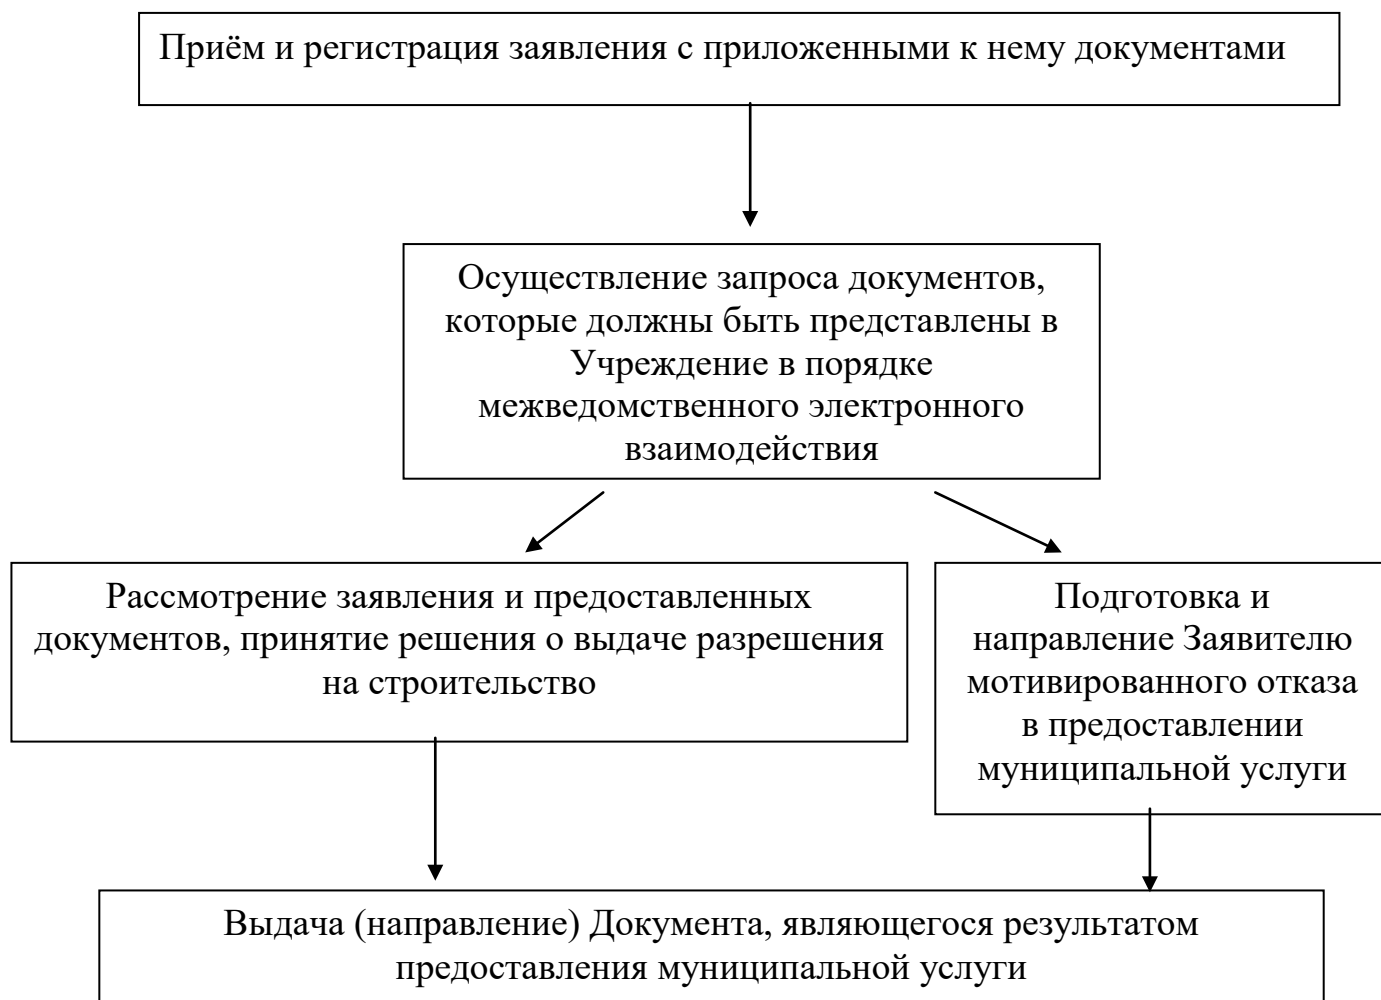 Приём и регистрация заявления с приложенными к нему документами
Осуществление запроса документов,
которые должны быть представлены в
Учреждение в порядке
межведомственного электронного
взаимодействия
Рассмотрение заявления и предоставленных
документов, принятие решения о выдаче разрешения
на строительство
Подготовка и
направление Заявителю
мотивированного отказа
в предоставлении
муниципальной услуги
Выдача (направление) Документа, являющегося результатом
предоставления муниципальной услуги